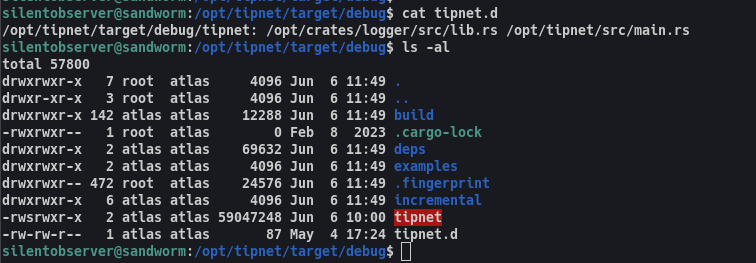 silentobserver@sandworm:/opt/tipnet/target/debug$ cat tipnet.d
/opt/tipnet/target/debug/tipnet: /opt/crates/logger/src/lib.rs /opt/tipnet/src/main.rs
silentobserver@sandworm:/opt/tipnet/target/debug$ ls -al
total 57800
drwxrwxr-x   7 root  atlas     4096 Jun  6 11:49 .
drwxr-xr-x   3 root  atlas     4096 Jun  6 11:49 ..
drwxrwxr-x 142 atlas atlas    12288 Jun  6 11:49 build
-rwxrwxr--   1 root  atlas        0 Feb  8  2023 .cargo-lock
drwxrwxr-x   2 atlas atlas    69632 Jun  6 11:49 deps
drwxrwxr-x   2 atlas atlas     4096 Jun  6 11:49 examples
drwxrwxr-- 472 root  atlas    24576 Jun  6 11:49 .fingerprint
drwxrwxr-x   6 atlas atlas     4096 Jun  6 11:49 incremental
-rwsrwxr-x   2 atlas atlas 59047248 Jun  6 10:00 tipnet
-rw-rw-r--   1 atlas atlas       87 May  4 17:24 tipnet.d
silentobserver@sandworm:/opt/tipnet/target/debug$